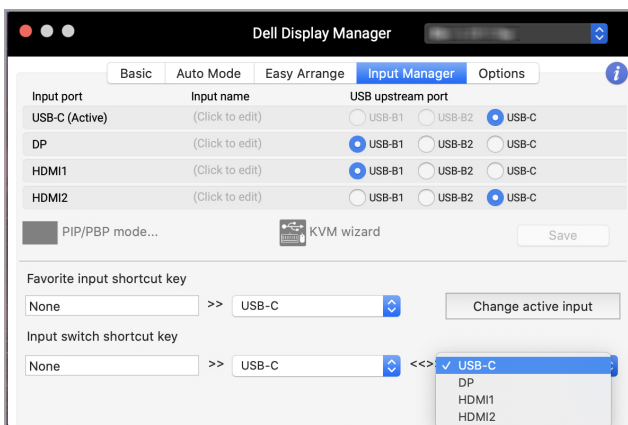 Dell Display Manager
Basic Auto Mode Easy Arrange Input Manager Options i
Input port Input name USB upstream port
USB-C (Active) (Click to edit) USB-B1 USB-B2 USB-C
DP (Click to edit) USB-B1 USB-B2 USB-C
HDMI1 (Click to edit) USB-B1 USB-B2 USB-C
HDMI2 (Click to edit) USB-B1 USB-B2 USB-C
PIP/PBP mode... KVM wizard Save
Favorite input shortcut key
None >> USB-C Change active input
Input switch shortcut key
None >> USB-C <<>> ✓ USB-C
DP
HDMI1
HDMI2